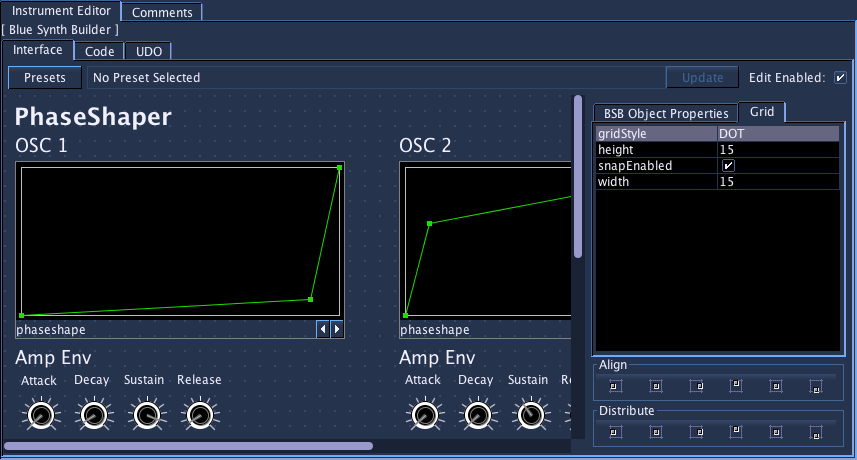 Instrument Editor
Comments
[ Blue Synth Builder ]
Interface
Code
UDO
Presets
No Preset Selected
Update
Edit Enabled:
PhaseShaper
OSC 1
OSC 2
phaseshape
phaseshape
Amp Env
Amp Env
Attack
Decay
Sustain
Release
Attack
Decay
Sustain
BSB Object Properties
Grid
gridStyle DOT
height 15
snapEnabled
width 15
Align
Distribute